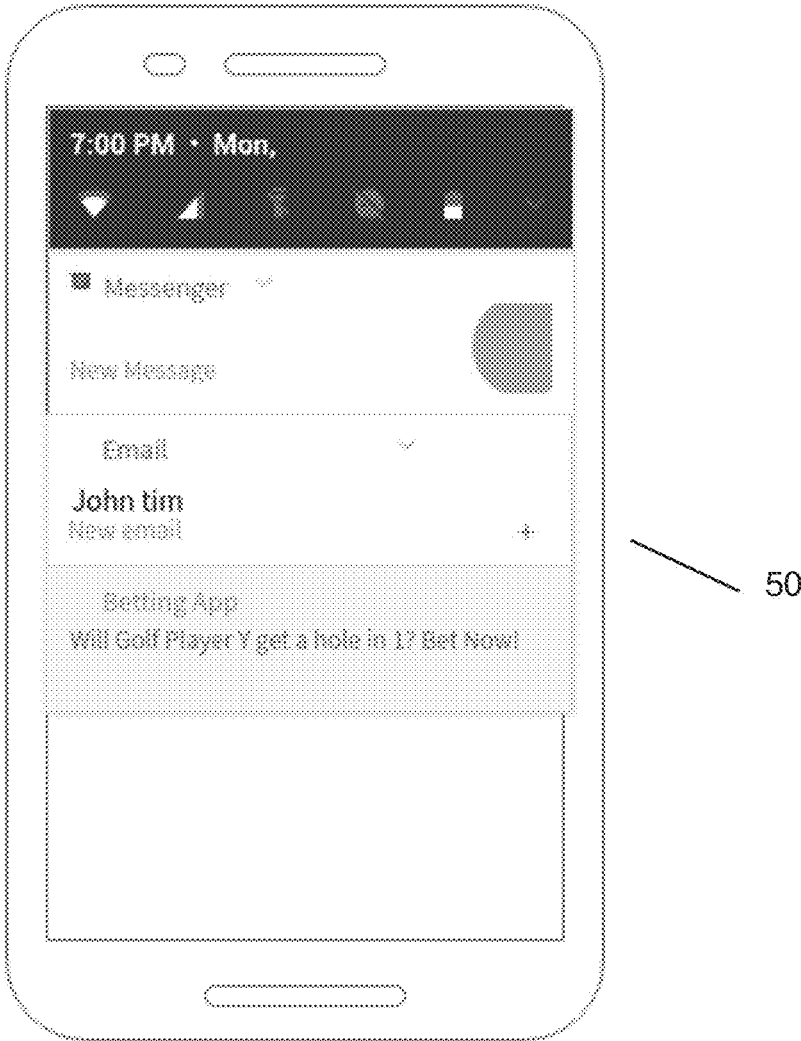 7:00 PM • Mon,
Messenger
New Message
Email
John tim
New email
Betting App
Will Golf Player Y get a hole in 1? Bet Now!
50